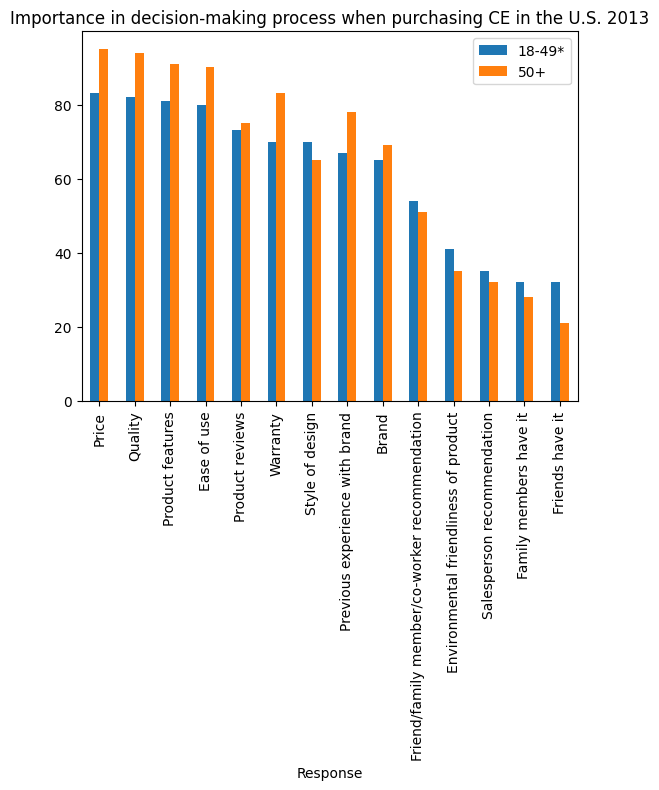 Importance in decision-making process when purchasing CE in the U.S. 2013
18-49*
50+
80
60
40
20
0
Price
Quality
Product features
Ease of use
Product reviews
Warranty
Style of design
Previous experience with brand
Brand
Friend/family member/co-worker recommendation
Environmental friendliness of product
Salesperson recommendation
Family members have it
Friends have it
Response